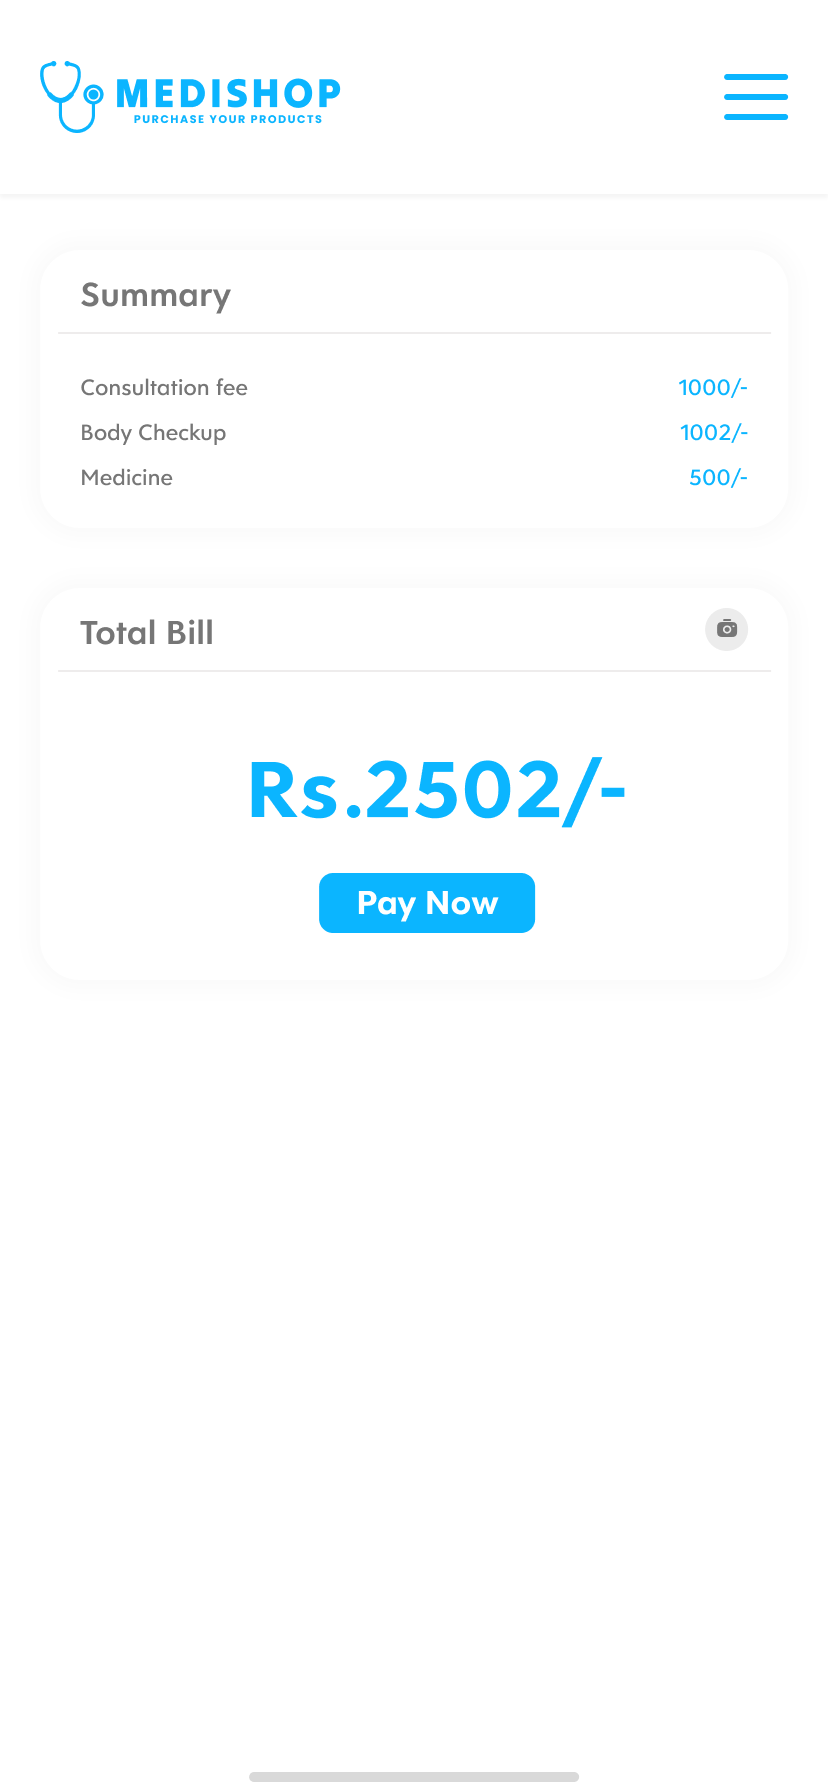 MEDISHOP
PURCHASE YOUR PRODUCTS
Summary
Consultation fee 1000/-
Body Checkup 1002/-
Medicine 500/-
Total Bill
Rs.2502/-
Pay Now